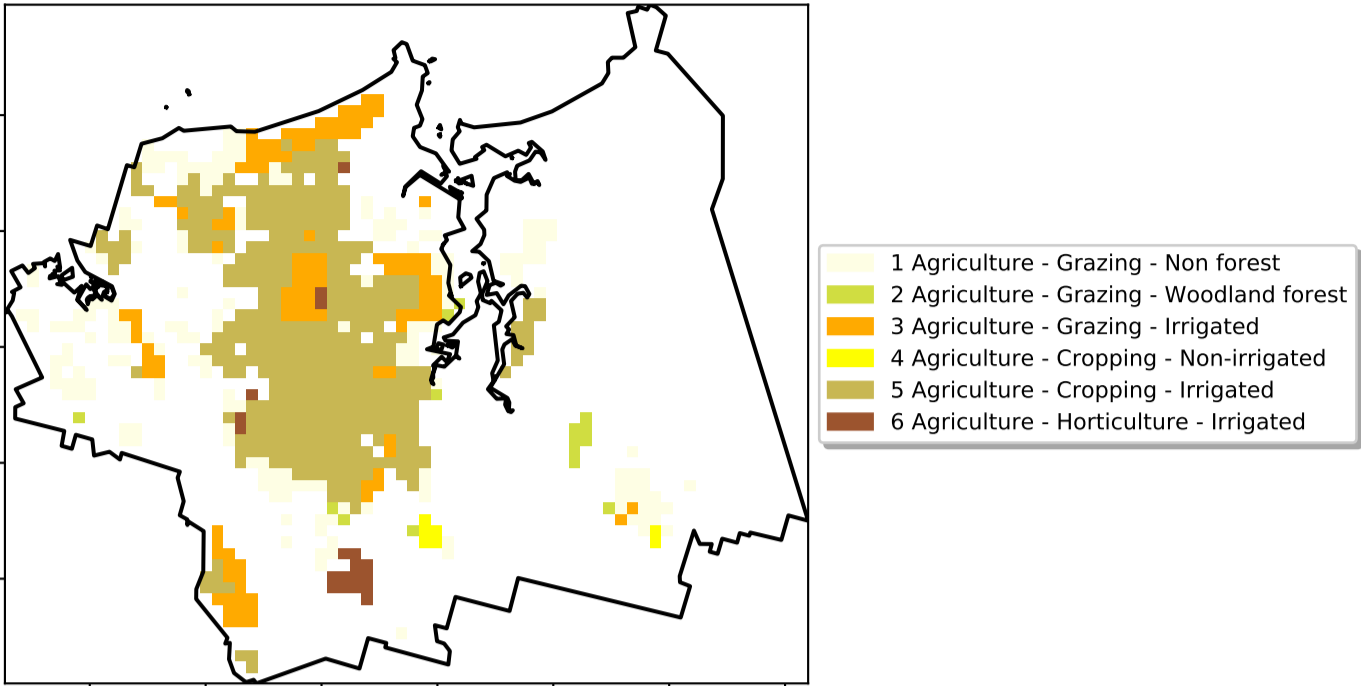 1 Agriculture - Grazing - Non forest
2 Agriculture - Grazing - Woodland forest
3 Agriculture - Grazing - Irrigated
4 Agriculture - Cropping - Non-irrigated
5 Agriculture - Cropping - Irrigated
6 Agriculture - Horticulture - Irrigated